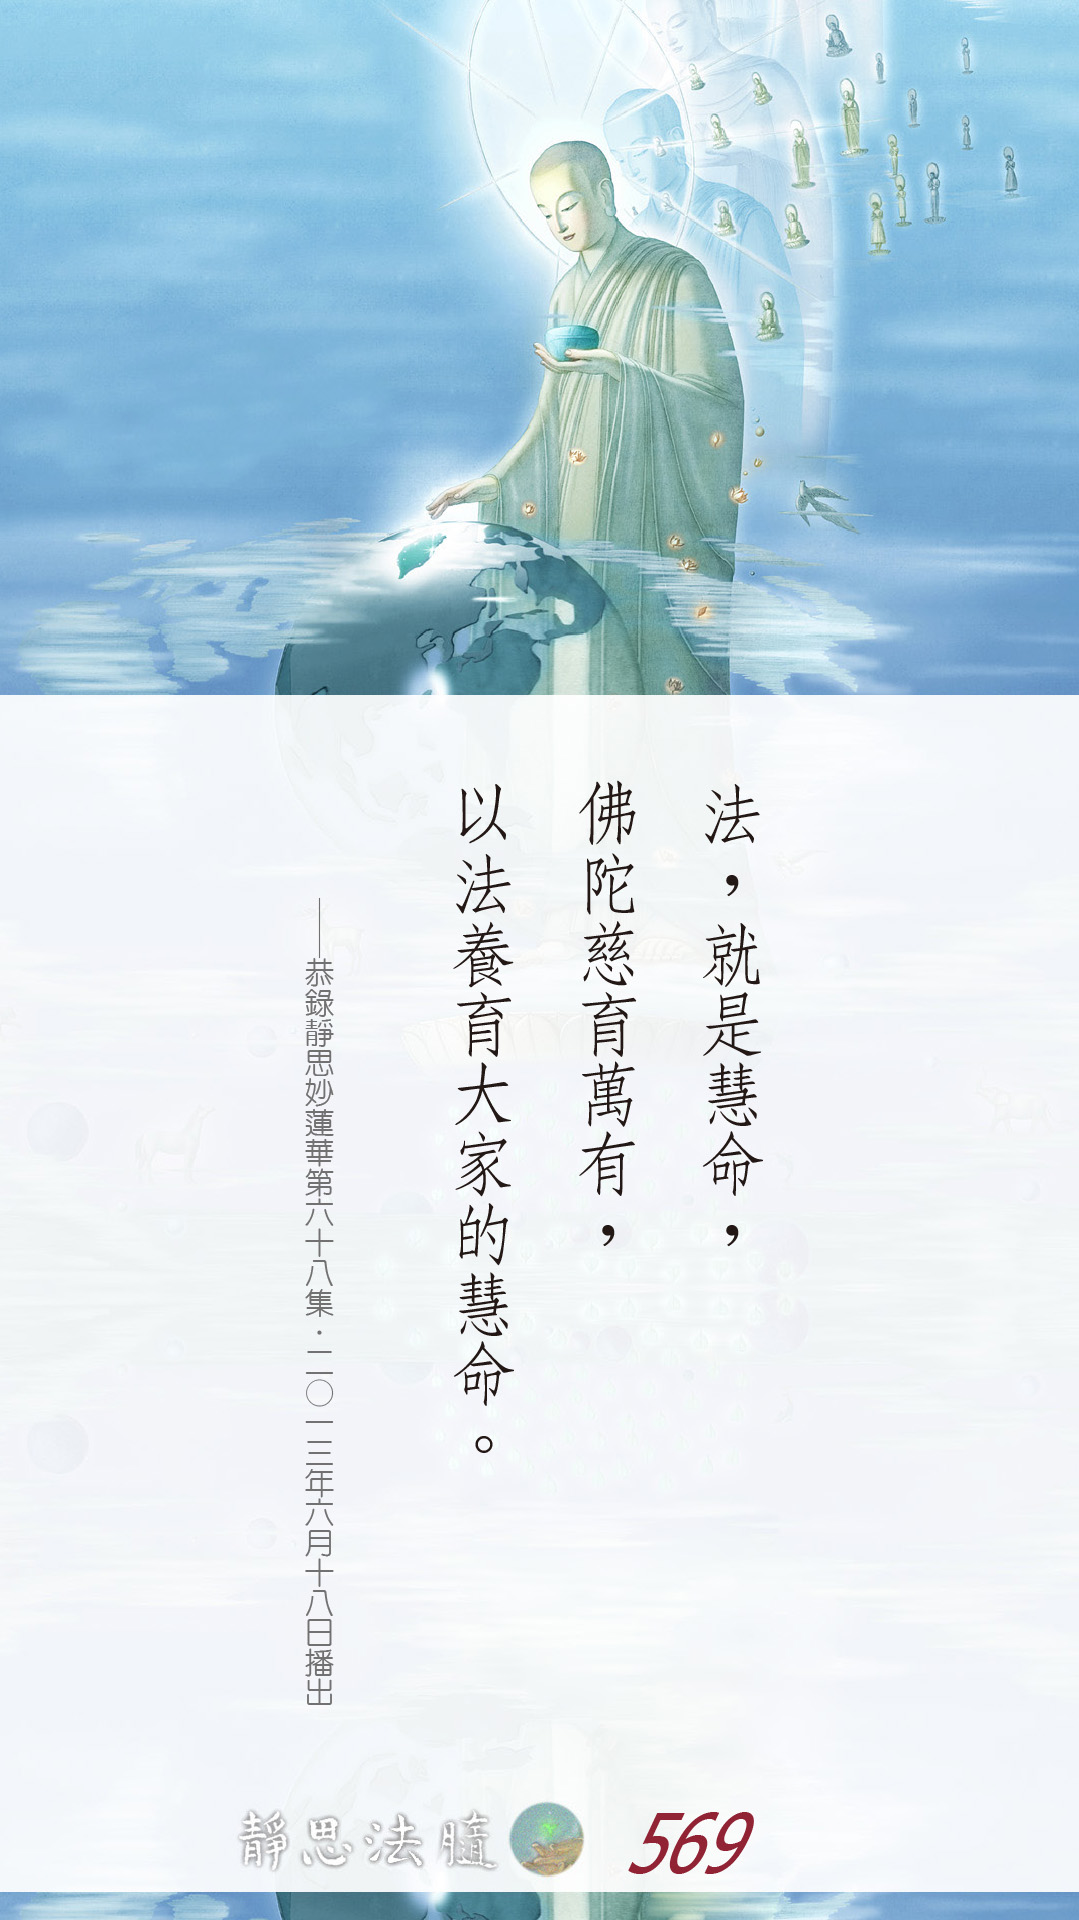 法，就是慧命，
佛陀慈育萬有，
以法養育大家的慧命。
——恭錄靜思妙蓮華第六十八集．二〇一三年六月十八日播出
靜思法髓
569